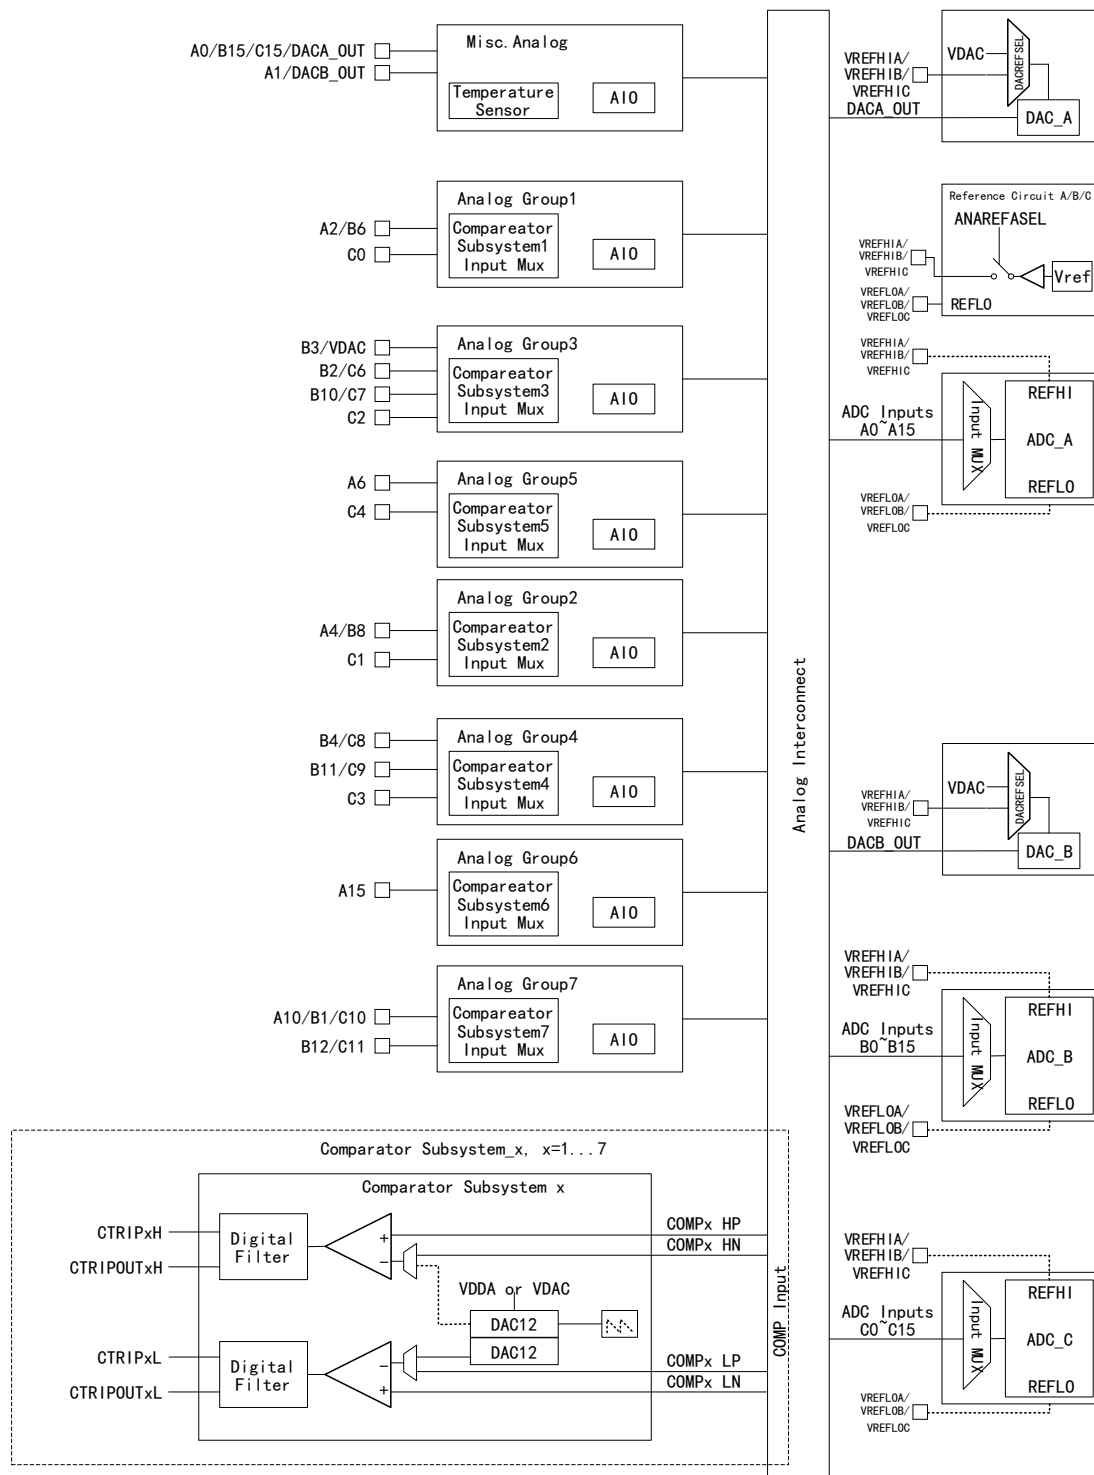 A0/B15/C15/DACA_OUT
A1/DACB_OUT
Misc.Analog
Temperature
Sensor
AIO
A2/B6
C0
Analog Group1
Compareator
Subsystem1
Input Mux
AIO
B3/VDAC
B2/C6
B10/C7
C2
Analog Group3
Compareator
Subsystem3
Input Mux
AIO
A6
C4
Analog Group5
Compareator
Subsystem5
Input Mux
AIO
A4/B8
C1
Analog Group2
Compareator
Subsystem2
Input Mux
AIO
B4/C8
B11/C9
C3
Analog Group4
Compareator
Subsystem4
Input Mux
AIO
A15
Analog Group6
Compareator
Subsystem6
Input Mux
AIO
A10/B1/C10
B12/C11
Analog Group7
Compareator
Subsystem7
Input Mux
AIO
Analog Interconnect
VREFHIA/
VREFHIB/
VREFHIC
VDAC
DACREFSEL
DACA_OUT
DAC_A
Reference Circuit A/B/C
ANAREFASEL
VREFHIA/
VREFHIB/
VREFHIC
Vref
VREFLOA/
VREFLOB/
VREFLOC
REFLO
VREFHIA/
VREFHIB/
VREFHIC
REFHI
ADC Inputs
A0~A15
Input MUX
ADC_A
REFLO
VREFLOA/
VREFLOB/
VREFLOC
VREFHIA/
VREFHIB/
VREFHIC
VDAC
DACREFSEL
DACB_OUT
DAC_B
VREFHIA/
VREFHIB/
VREFHIC
REFHI
ADC Inputs
B0~B15
Input MUX
ADC_B
REFLO
VREFLOA/
VREFLOB/
VREFLOC
VREFHIA/
VREFHIB/
VREFHIC
REFHI
ADC Inputs
C0~C15
Input MUX
ADC_C
REFLO
VREFLOA/
VREFLOB/
VREFLOC
Comparator Subsystem_x, x=1...7
Comparator Subsystem x
CTRIPxH
CTRIPOUTxH
Digital
Filter
+
−
COMPx HP
COMPx HN
VDDA or VDAC
DAC12
DAC12
CTRIPxL
CTRIPOUTxL
Digital
Filter
−
+
COMPx LP
COMPx LN
COMP Input